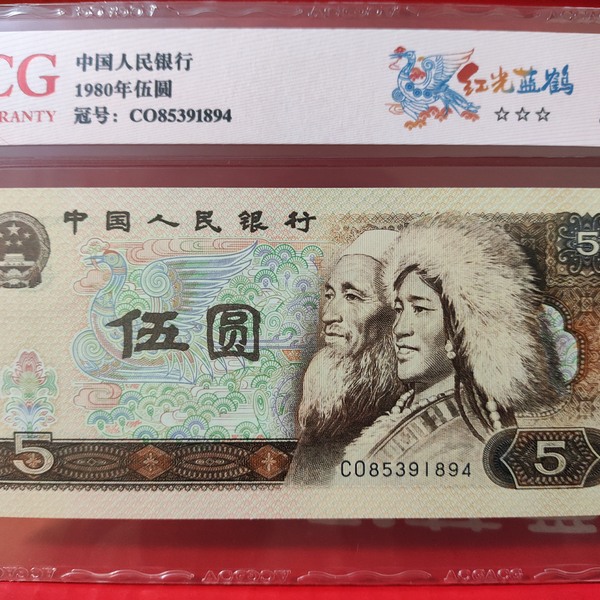 CG
RRANTY
中国人民银行
1980年伍圆
冠号：CO85391894
红光蓝鹤
☆☆☆
中国人民银行
5
伍圆
5
CO85391894
5